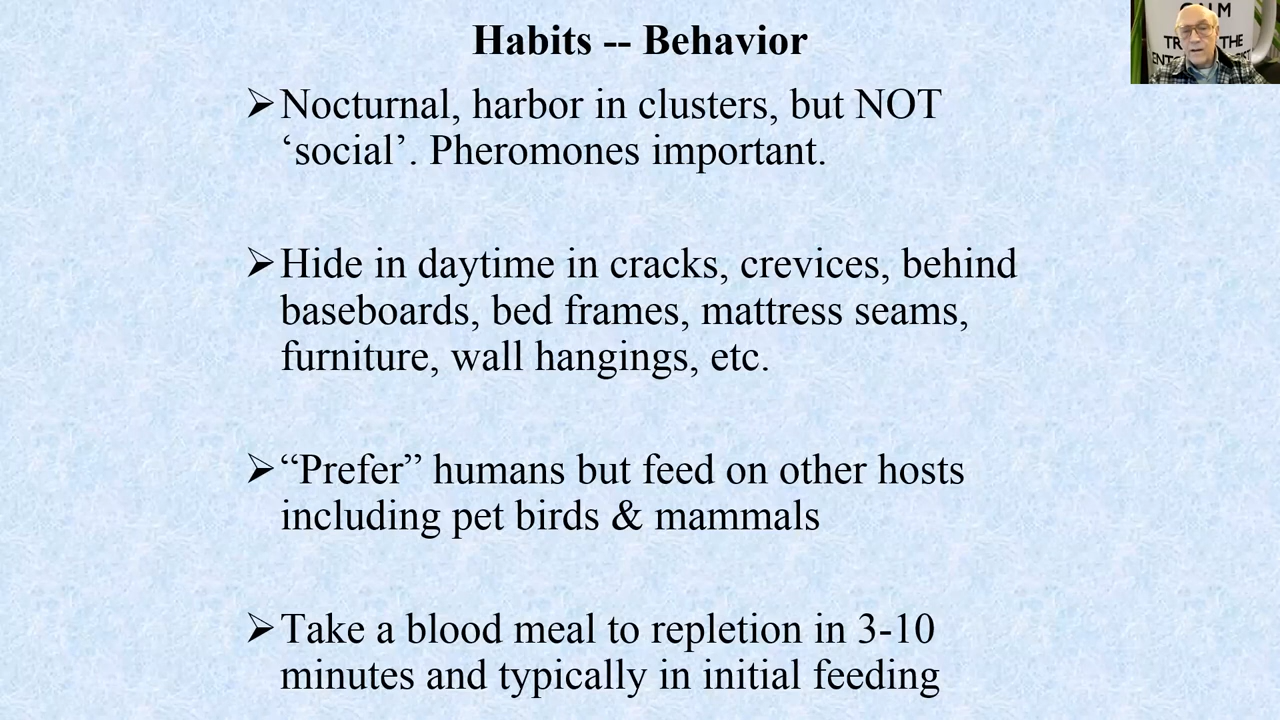 Habits -- Behavior
➢Nocturnal, harbor in clusters, but NOT
‘social’. Pheromones important.
➢Hide in daytime in cracks, crevices, behind
baseboards, bed frames, mattress seams,
furniture, wall hangings, etc.
➢“Prefer” humans but feed on other hosts
including pet birds & mammals
➢Take a blood meal to repletion in 3-10
minutes and typically in initial feeding
THE